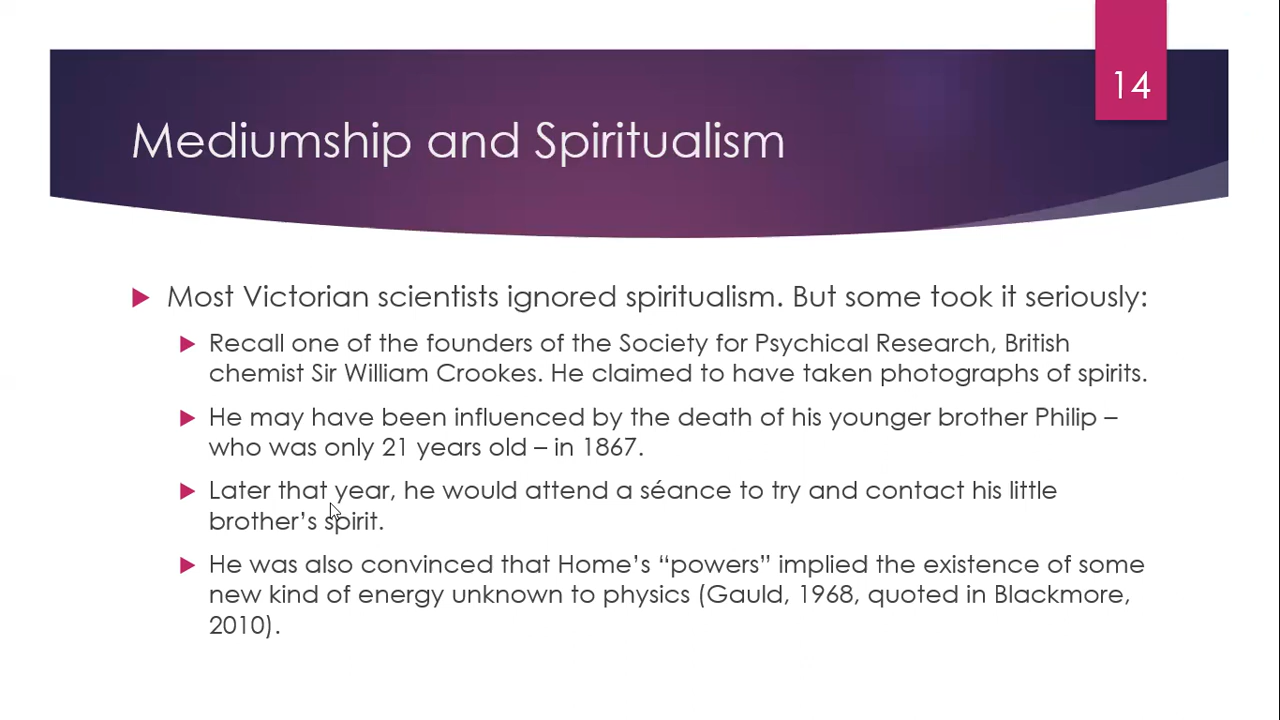 14
Mediumship and Spiritualism
Most Victorian scientists ignored spiritualism. But some took it seriously:
Recall one of the founders of the Society for Psychical Research, British
chemist Sir William Crookes. He claimed to have taken photographs of spirits.
He may have been influenced by the death of his younger brother Philip –
who was only 21 years old – in 1867.
Later that year, he would attend a séance to try and contact his little
brother’s spirit.
He was also convinced that Home’s “powers” implied the existence of some
new kind of energy unknown to physics (Gauld, 1968, quoted in Blackmore,
2010).